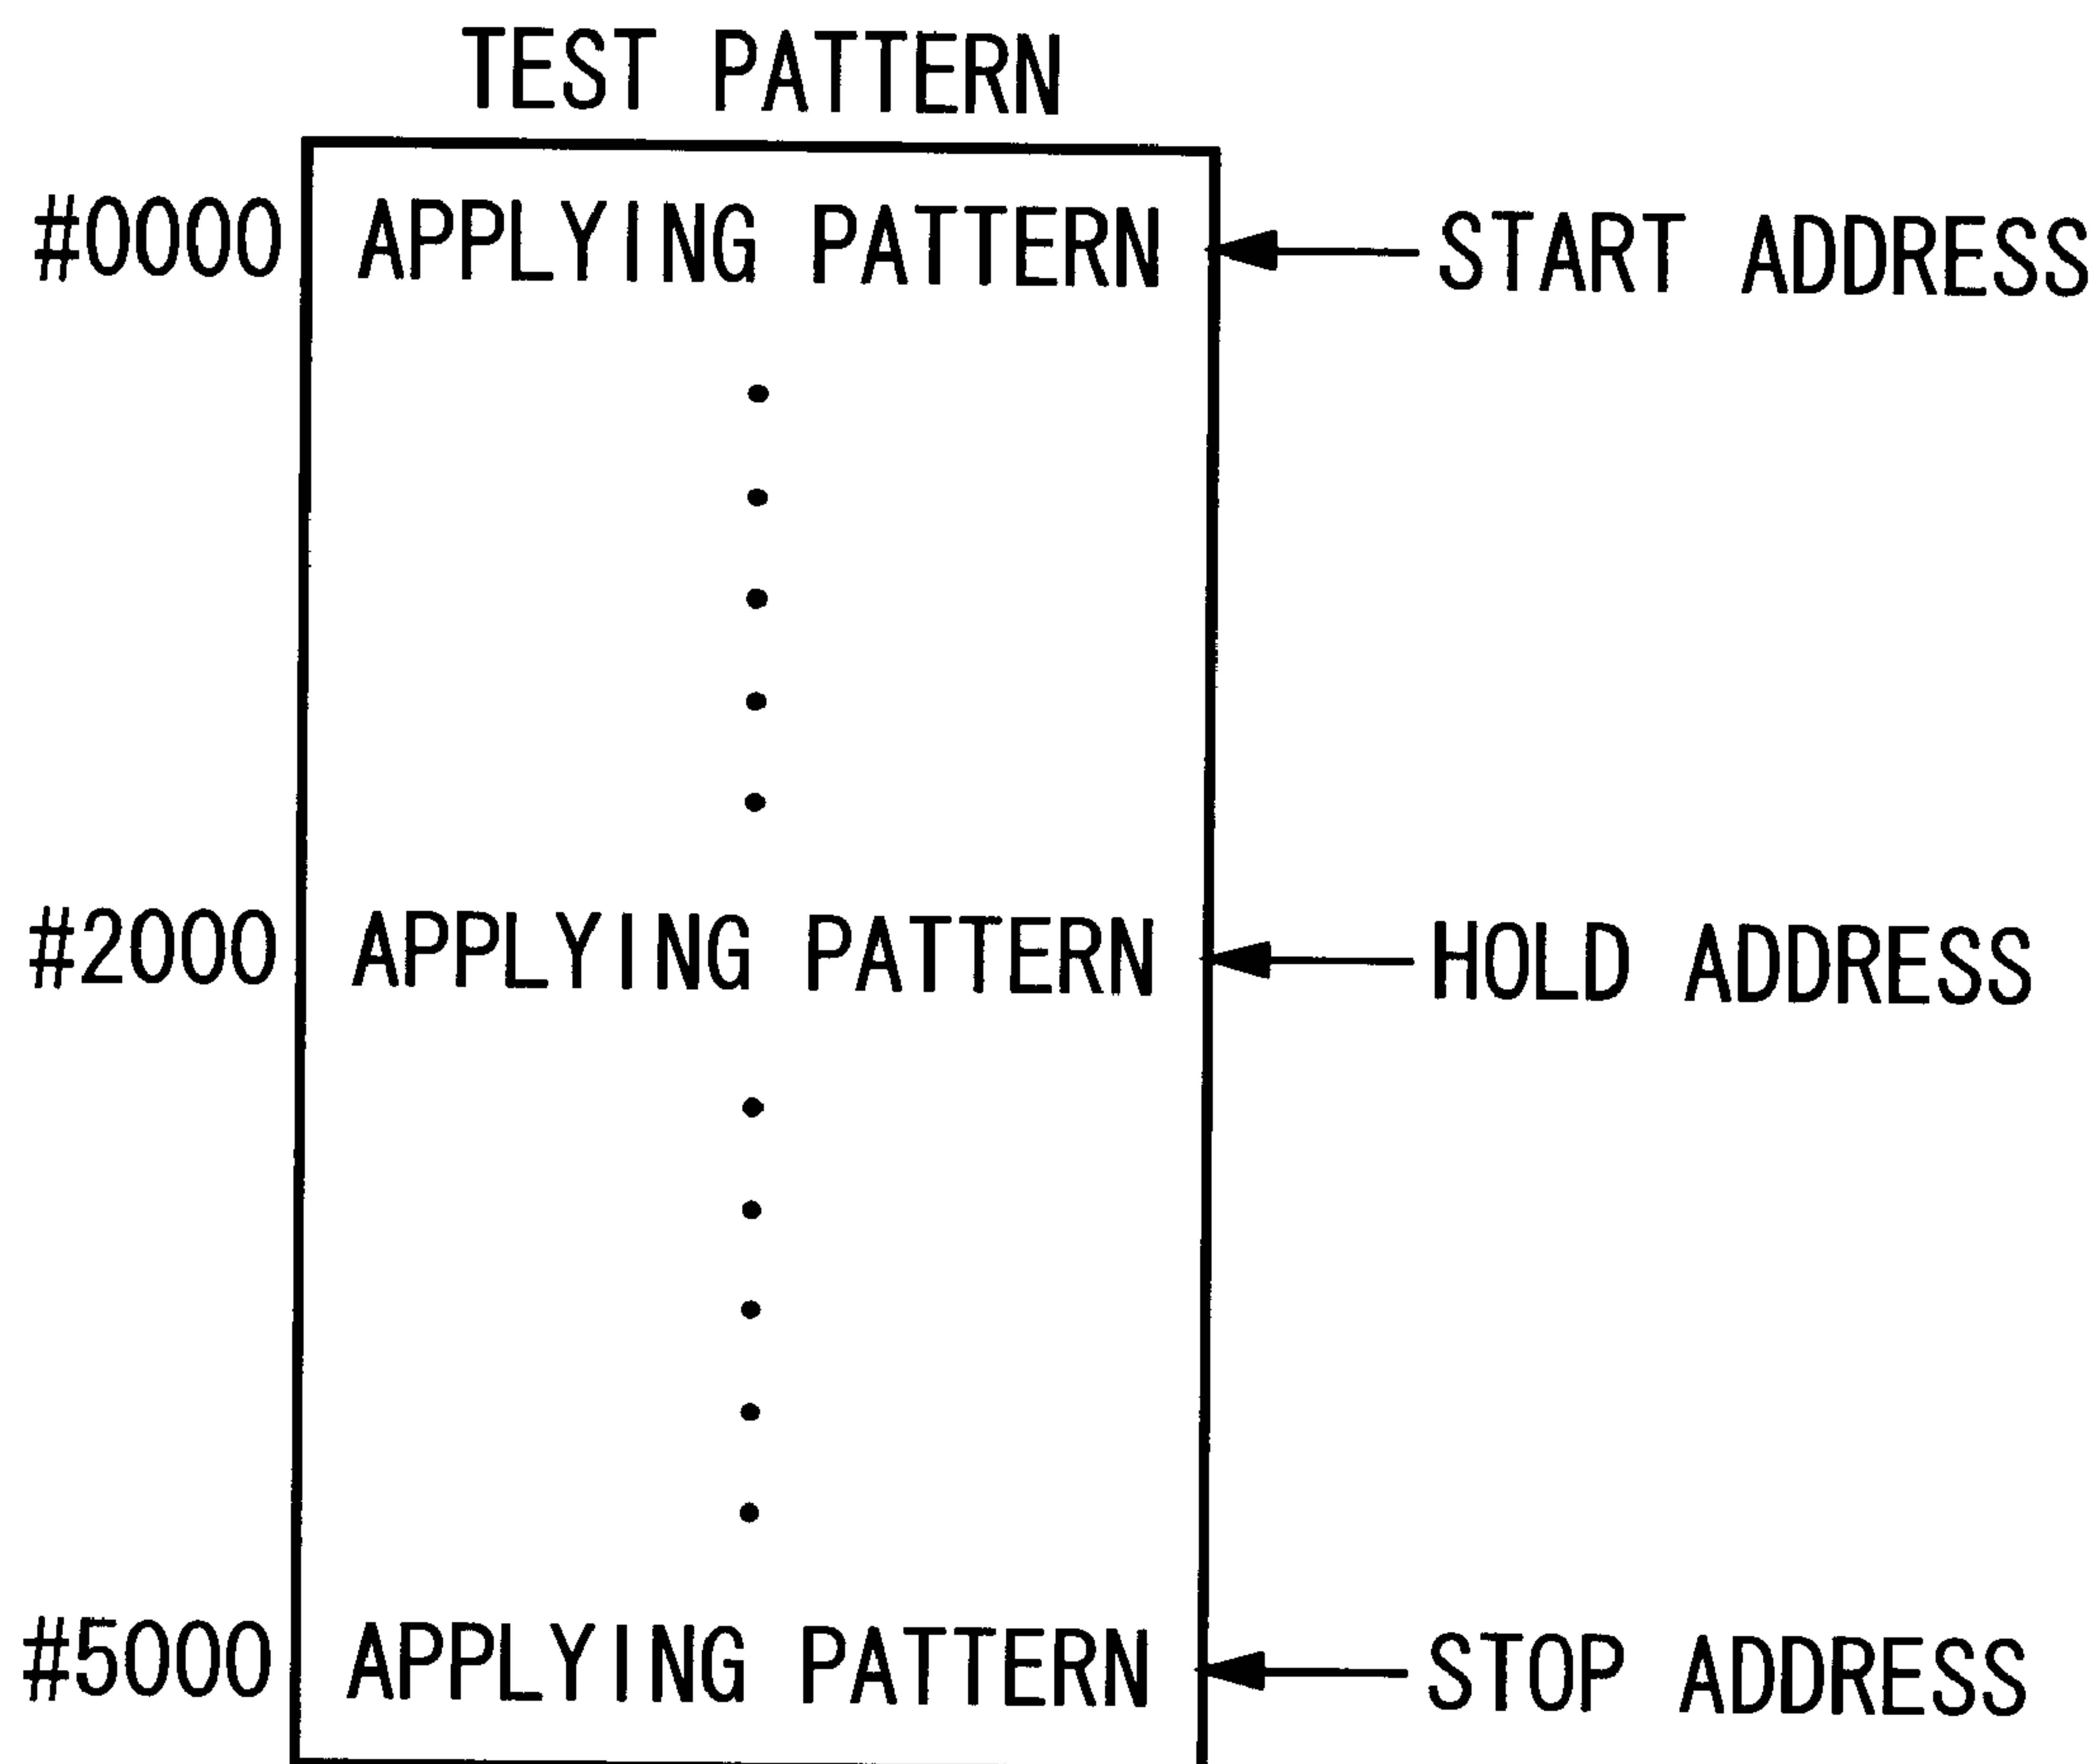 TEST PATTERN
#0000 APPLYING PATTERN START ADDRESS
#2000 APPLYING PATTERN HOLD ADDRESS
#5000 APPLYING PATTERN STOP ADDRESS